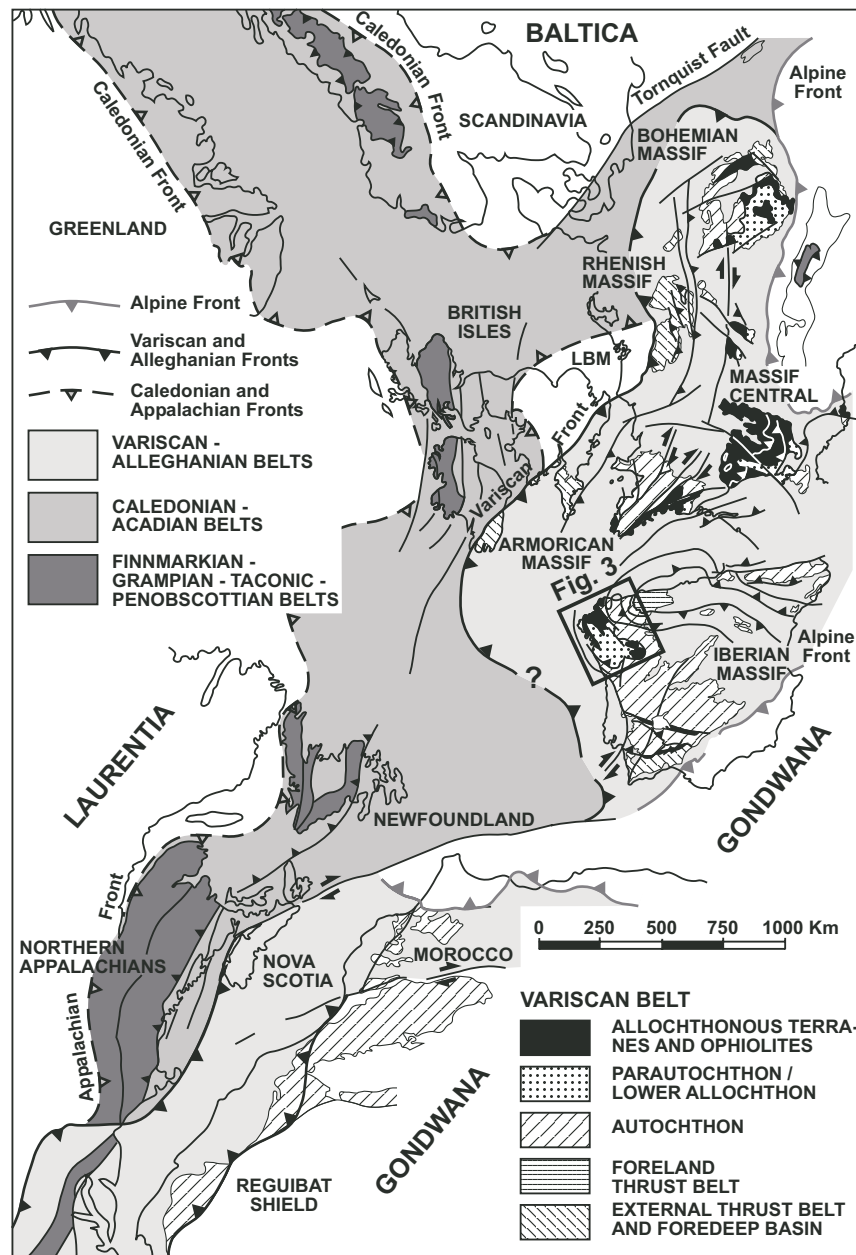 BALTICA
Caledonian Front
Caledonian Front
SCANDINAVIA
Tornquist Fault
Alpine
Front
BOHEMIAN
MASSIF
GREENLAND
RHENISH
MASSIF
BRITISH
ISLES
LBM
MASSIF
CENTRAL
Alpine Front
Variscan and
Alleghanian Fronts
Caledonian and
Appalachian Fronts
VARISCAN -
ALLEGHANIAN BELTS
CALEDONIAN -
ACADIAN BELTS
FINNMARKIAN -
GRAMPIAN - TACONIC -
PENOBSCOTTIAN BELTS
Variscan Front
ARMORICAN
MASSIF
Fig. 3
IBERIAN
MASSIF
Alpine
Front
?
LAURENTIA
GONDWANA
NEWFOUNDLAND
Appalachian Front
NORTHERN
APPALACHIANS
NOVA
SCOTIA
MOROCCO
GONDWANA
REGUIBAT
SHIELD
0 250 500 750 1000 Km
VARISCAN BELT
ALLOCHTHONOUS TERRA-
NES AND OPHIOLITES
PARAUTOCHTHON /
LOWER ALLOCHTHON
AUTOCHTHON
FORELAND
THRUST BELT
EXTERNAL THRUST BELT
AND FOREDEEP BASIN